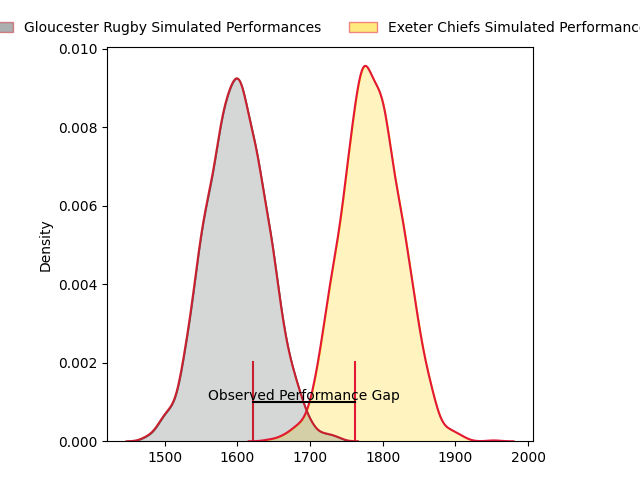 Gloucester Rugby Simulated Performances
Exeter Chiefs Simulated Performanc
0.010
0.008
0.006
0.004
0.002
0.000
Density
Observed Performance Gap
1500 1600 1700 1800 1900 2000